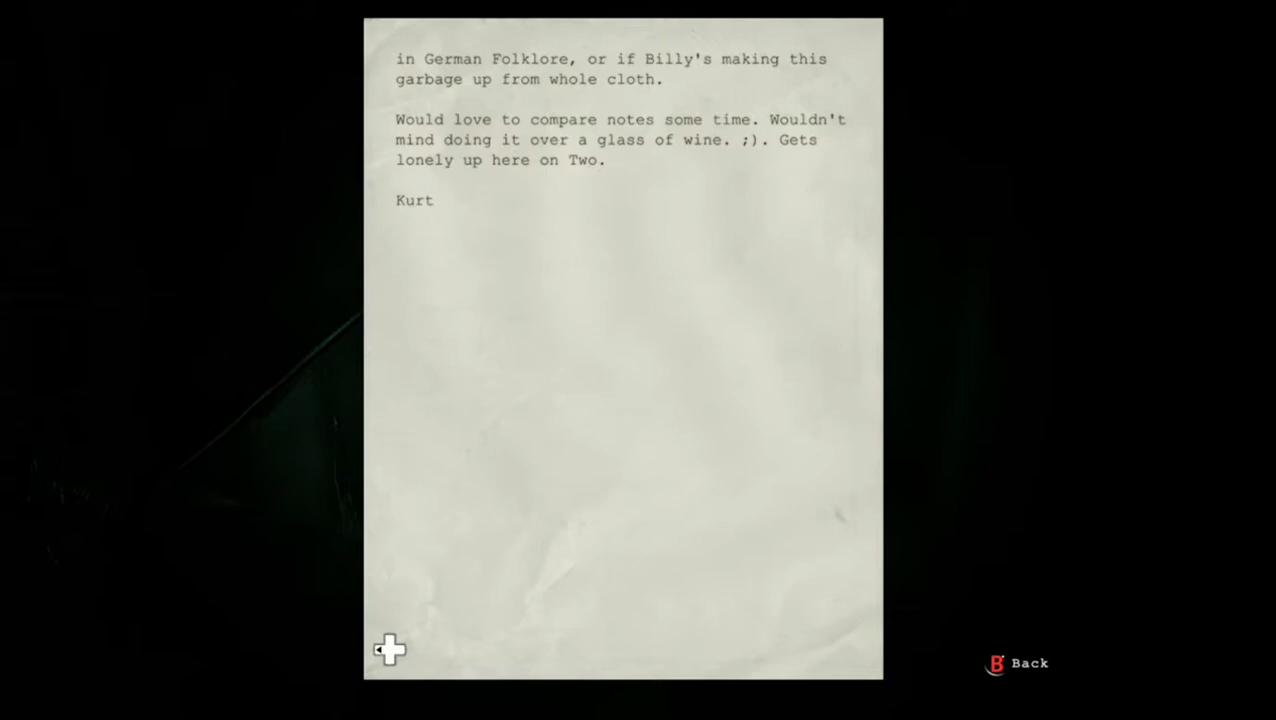 in German Folklore, or if Billy's making this
garbage up from whole cloth.
Would love to compare notes some time. Wouldn't
mind doing it over a glass of wine. ;). Gets
lonely up here on Two.
Kurt
B Back